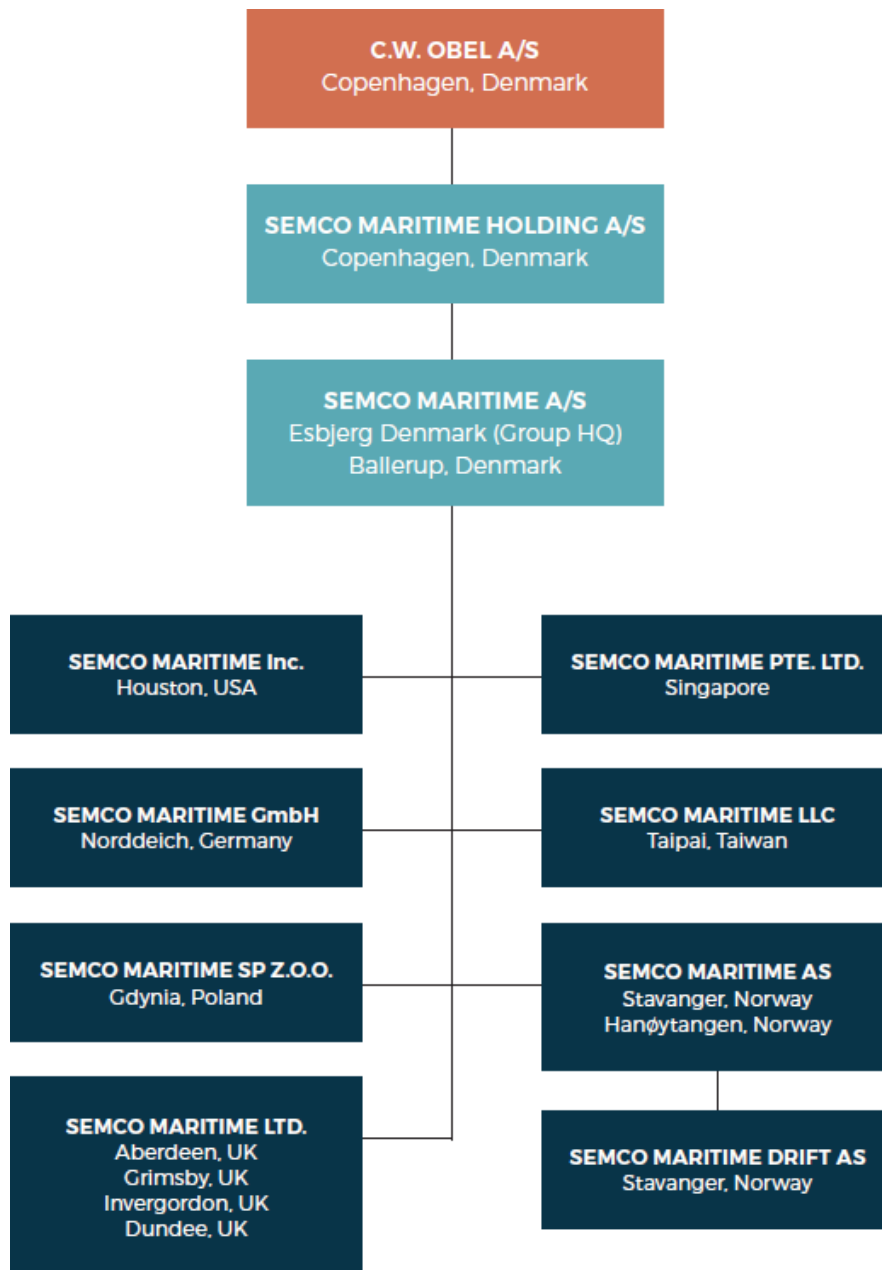 C.W. OBEL A/S
Copenhagen, Denmark
SEMCO MARITIME HOLDING A/S
Copenhagen, Denmark
SEMCO MARITIME A/S
Esbjerg Denmark (Group HQ)
Ballerup, Denmark
SEMCO MARITIME Inc.
Houston, USA
SEMCO MARITIME PTE. LTD.
Singapore
SEMCO MARITIME GmbH
Norddeich, Germany
SEMCO MARITIME LLC
Taipai, Taiwan
SEMCO MARITIME SP Z.O.O.
Gdynia, Poland
SEMCO MARITIME AS
Stavanger, Norway
Hanøytangen, Norway
SEMCO MARITIME LTD.
Aberdeen, UK
Grimsby, UK
Invergordon, UK
Dundee, UK
SEMCO MARITIME DRIFT AS
Stavanger, Norway